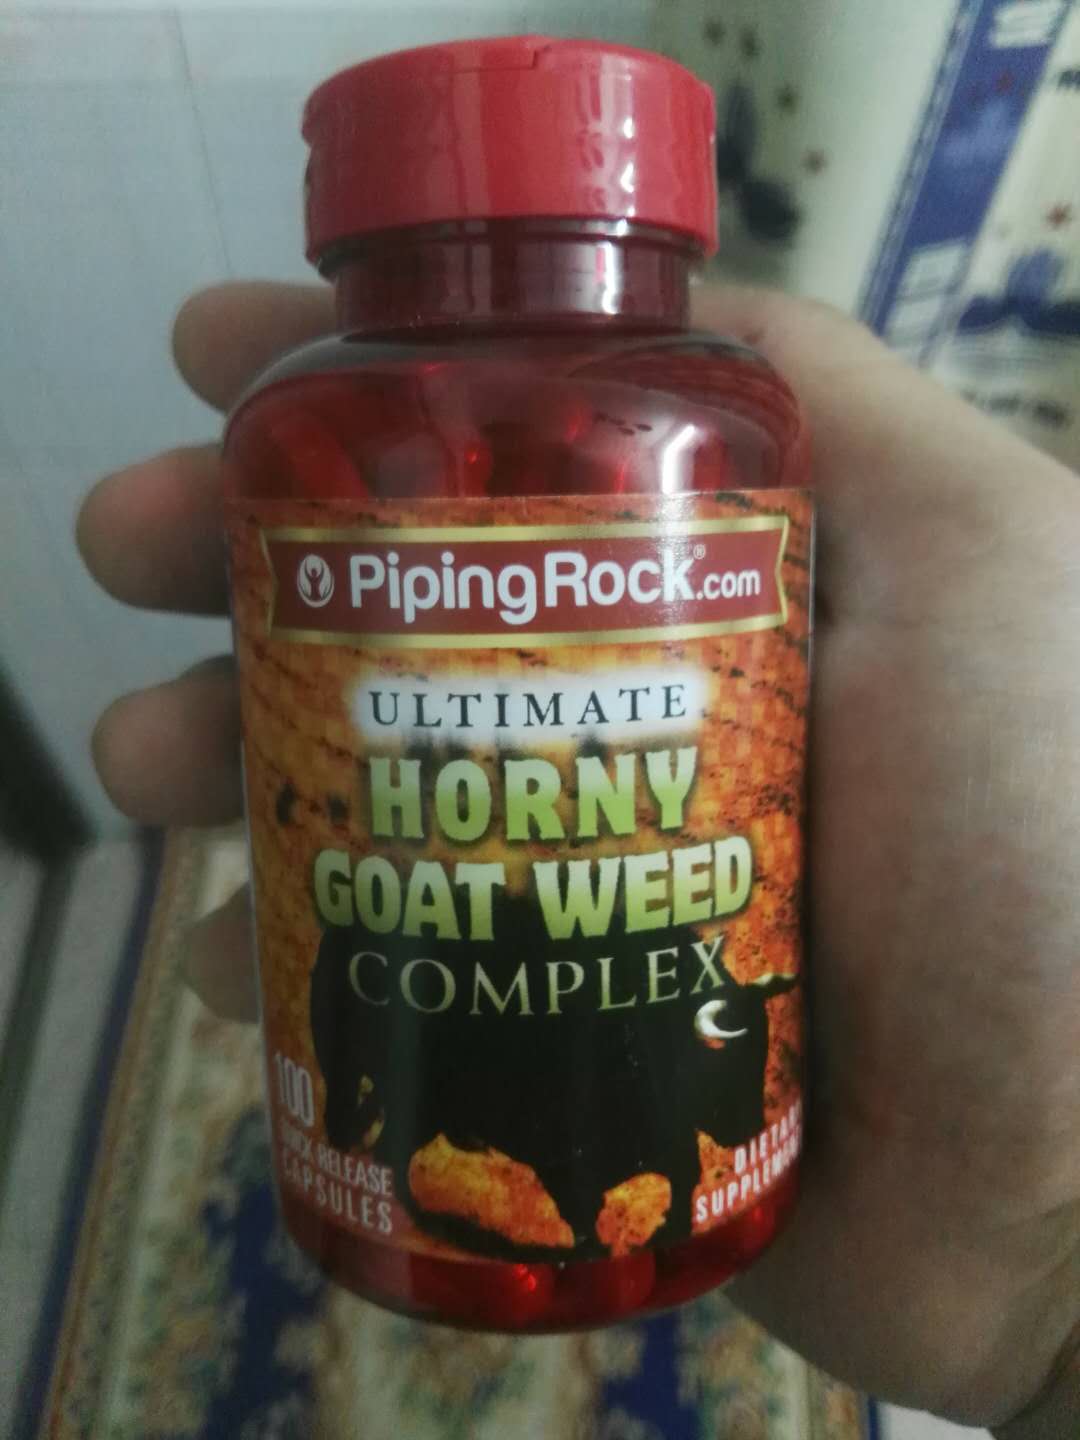 PipingRock®.com
ULTIMATE
HORNY
GOAT WEED
COMPLEX
100
QUICK RELEASE
CAPSULES
DIETARY
SUPPLEMENT